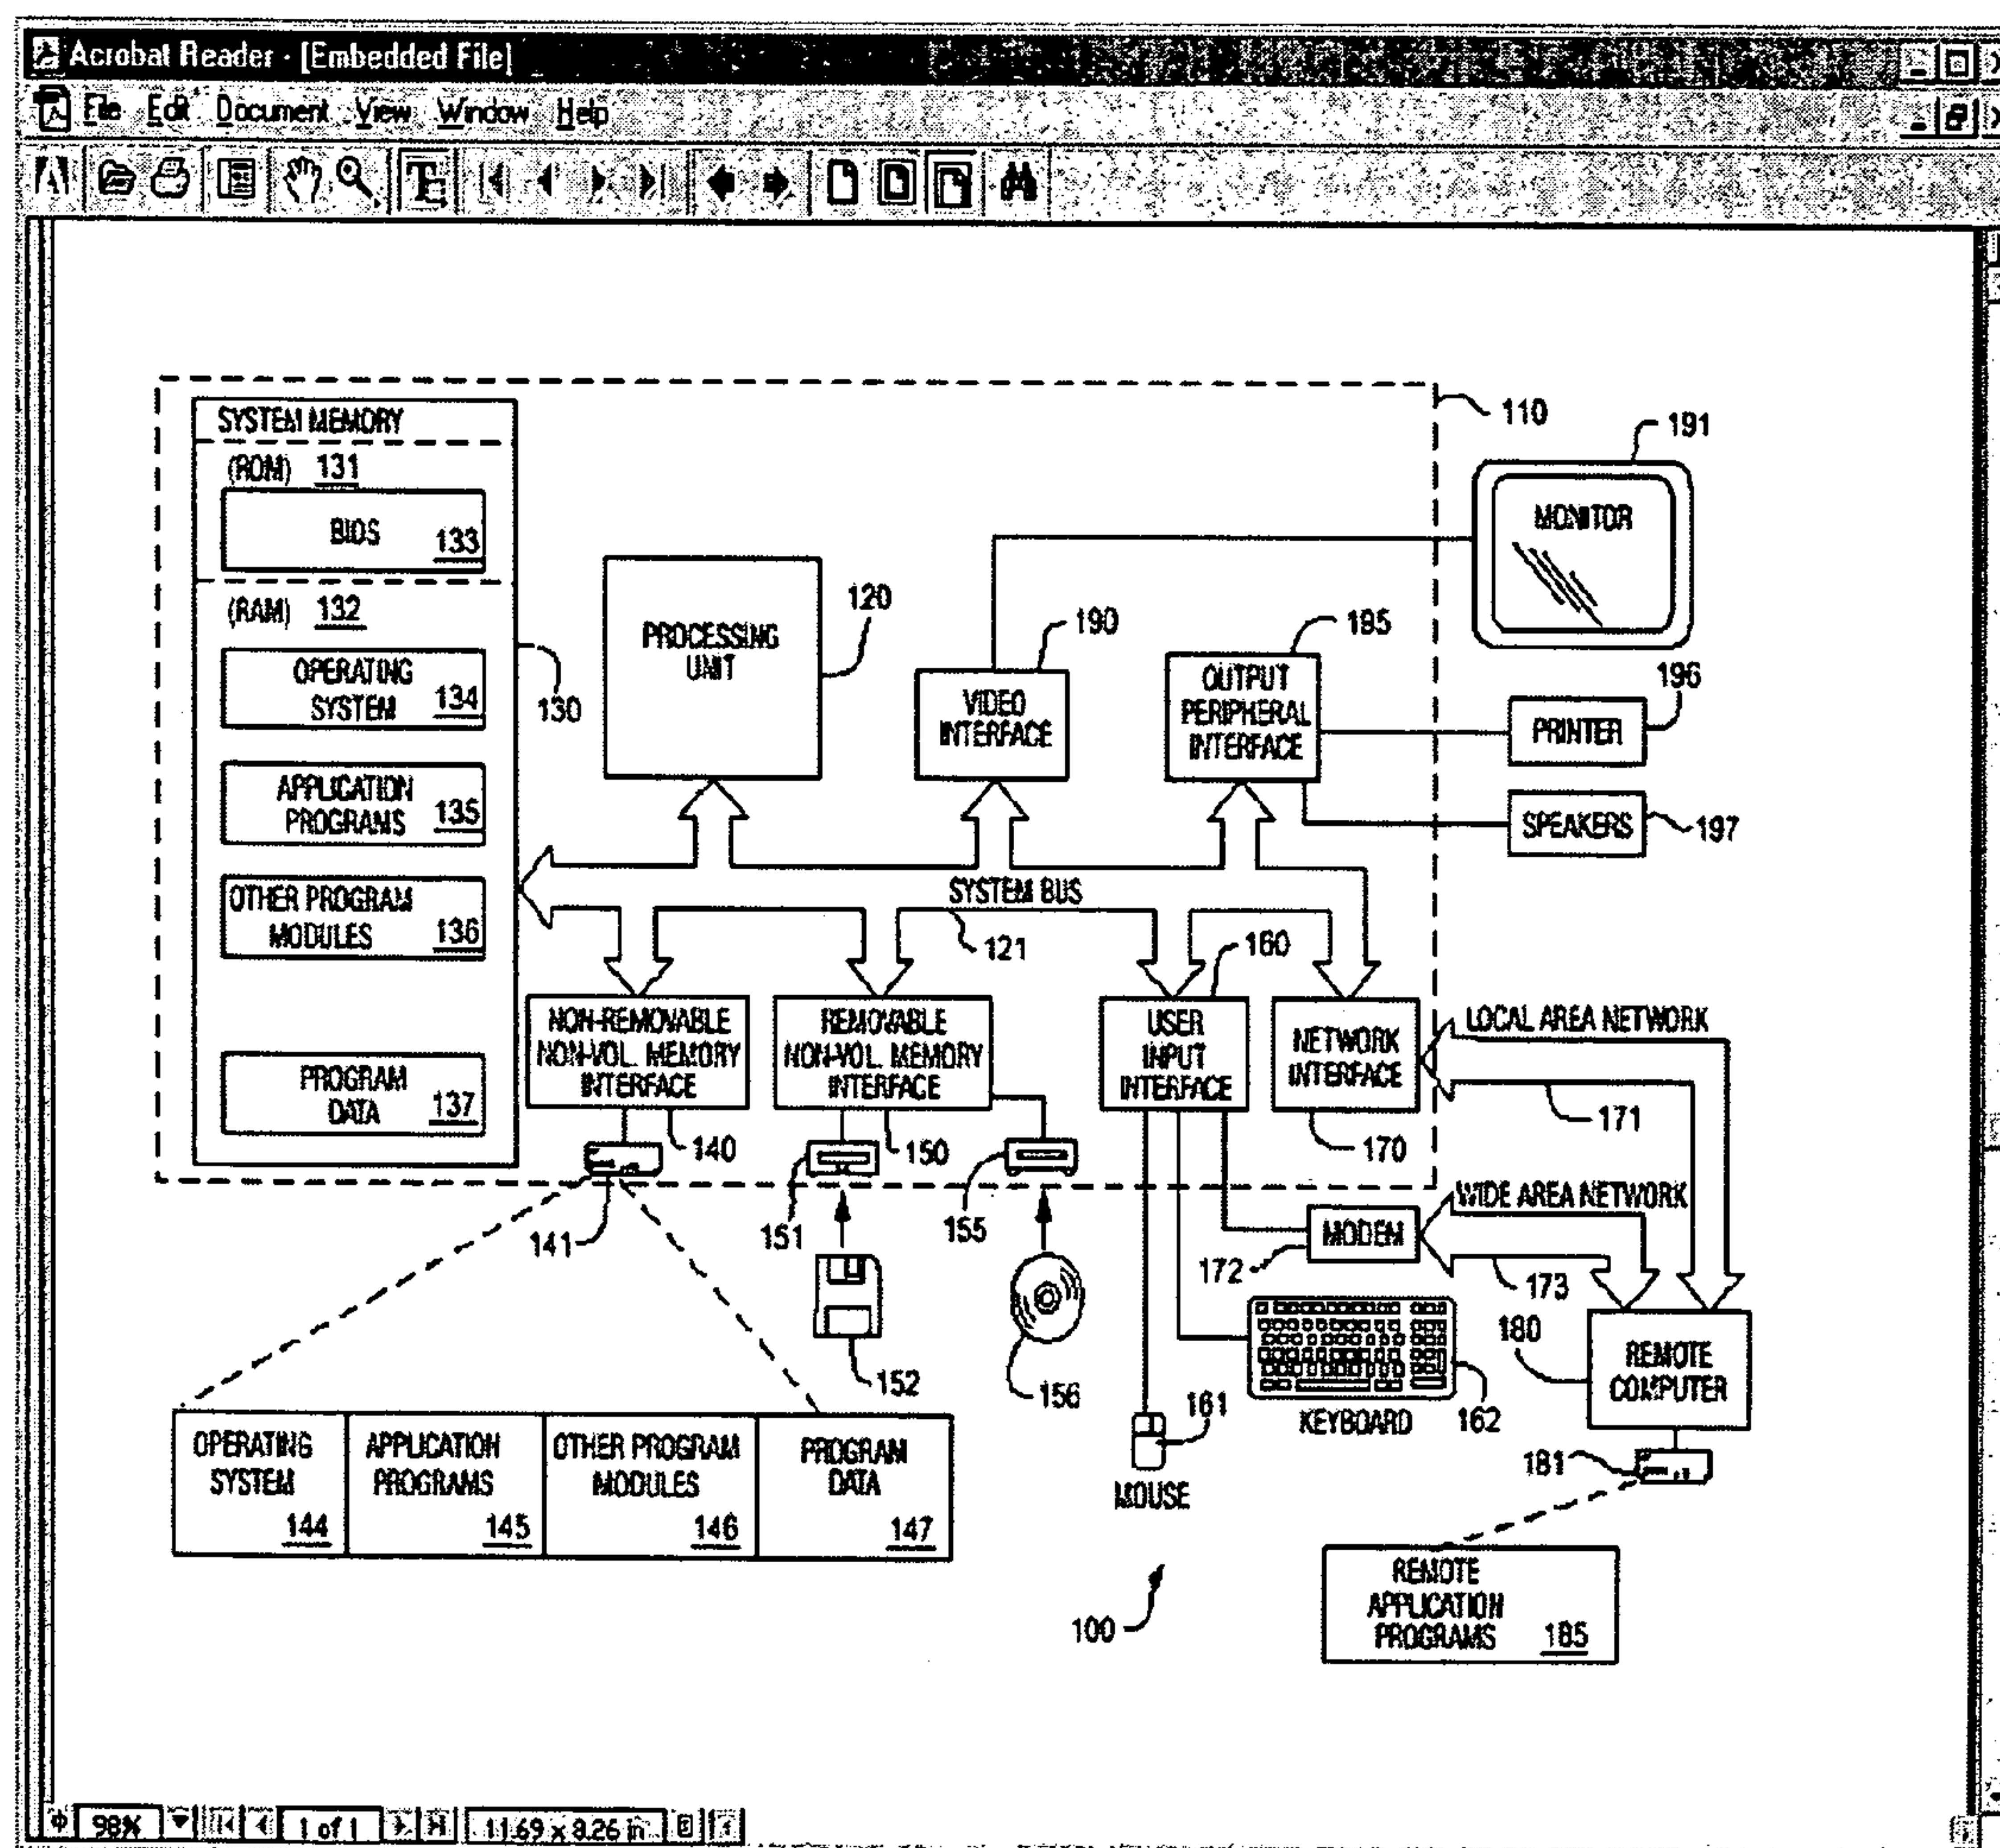 Acrobat Reader - [Embedded File]
File Edit Document View Window Help
110
191
SYSTEM MEMORY
(ROM) 131
BIOS 133
MONITOR
(RAM) 132
120
190
195
PROCESSING
UNIT
OPERATING
SYSTEM 134
130
VIDEO
INTERFACE
OUTPUT
PERIPHERAL
INTERFACE
196
PRINTER
APPLICATION
PROGRAMS 135
SPEAKERS
197
OTHER PROGRAM
MODULES 136
SYSTEM BUS
121
160
NON-REMOVABLE
NON-VOL. MEMORY
INTERFACE
REMOVABLE
NON-VOL. MEMORY
INTERFACE
USER
INPUT
INTERFACE
NETWORK
INTERFACE
LOCAL AREA NETWORK
171
PROGRAM
DATA 137
140
150
170
141
151
155
WIDE AREA NETWORK
MODEM
172
173
152
156
161
KEYBOARD
162
180
REMOTE
COMPUTER
181
OPERATING
SYSTEM
144
APPLICATION
PROGRAMS
145
OTHER PROGRAM
MODULES
146
PROGRAM
DATA
147
MOUSE
100
REMOTE
APPLICATION
PROGRAMS 185
98% 1 of 1 11.69 x 8.26 in